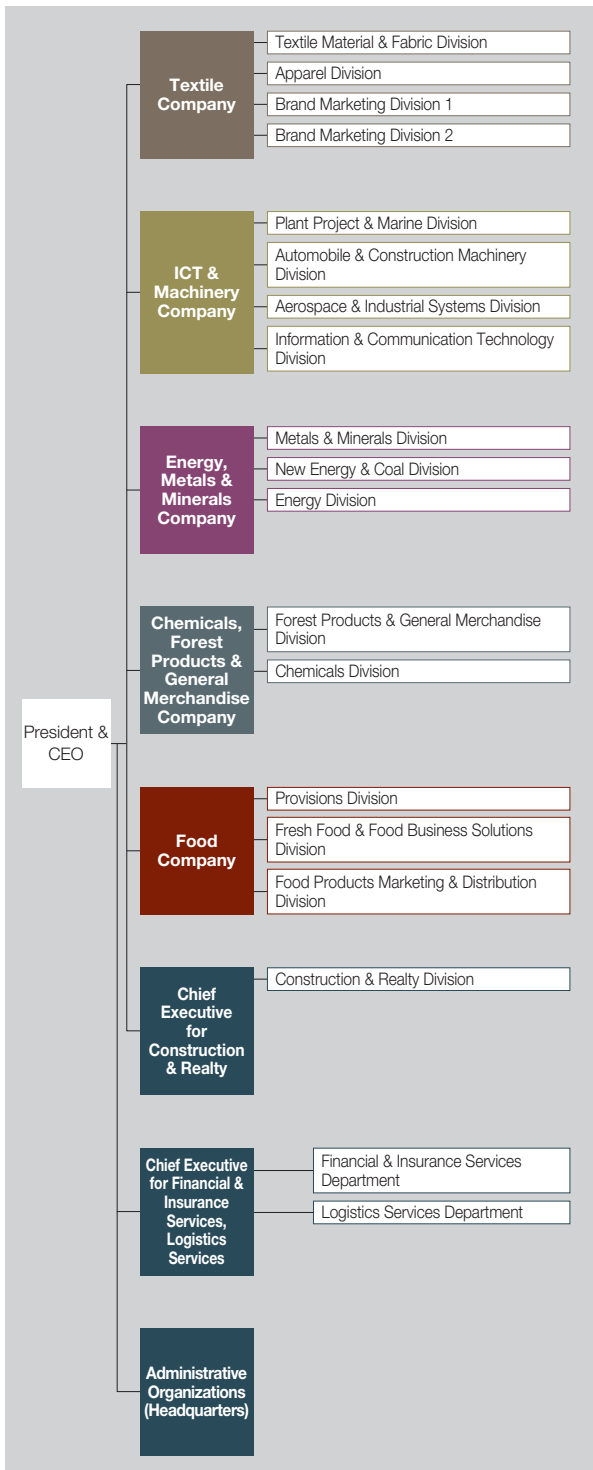 President &
CEO
Textile
Company
Textile Material & Fabric Division
Apparel Division
Brand Marketing Division 1
Brand Marketing Division 2
ICT &
Machinery
Company
Plant Project & Marine Division
Automobile & Construction Machinery
Division
Aerospace & Industrial Systems Division
Information & Communication Technology
Division
Energy,
Metals &
Minerals
Company
Metals & Minerals Division
New Energy & Coal Division
Energy Division
Chemicals,
Forest
Products &
General
Merchandise
Company
Forest Products & General Merchandise
Division
Chemicals Division
Food
Company
Provisions Division
Fresh Food & Food Business Solutions
Division
Food Products Marketing & Distribution
Division
Chief
Executive
for
Construction
& Realty
Construction & Realty Division
Chief Executive
for Financial &
Insurance
Services,
Logistics
Services
Financial & Insurance Services
Department
Logistics Services Department
Administrative
Organizations
(Headquarters)